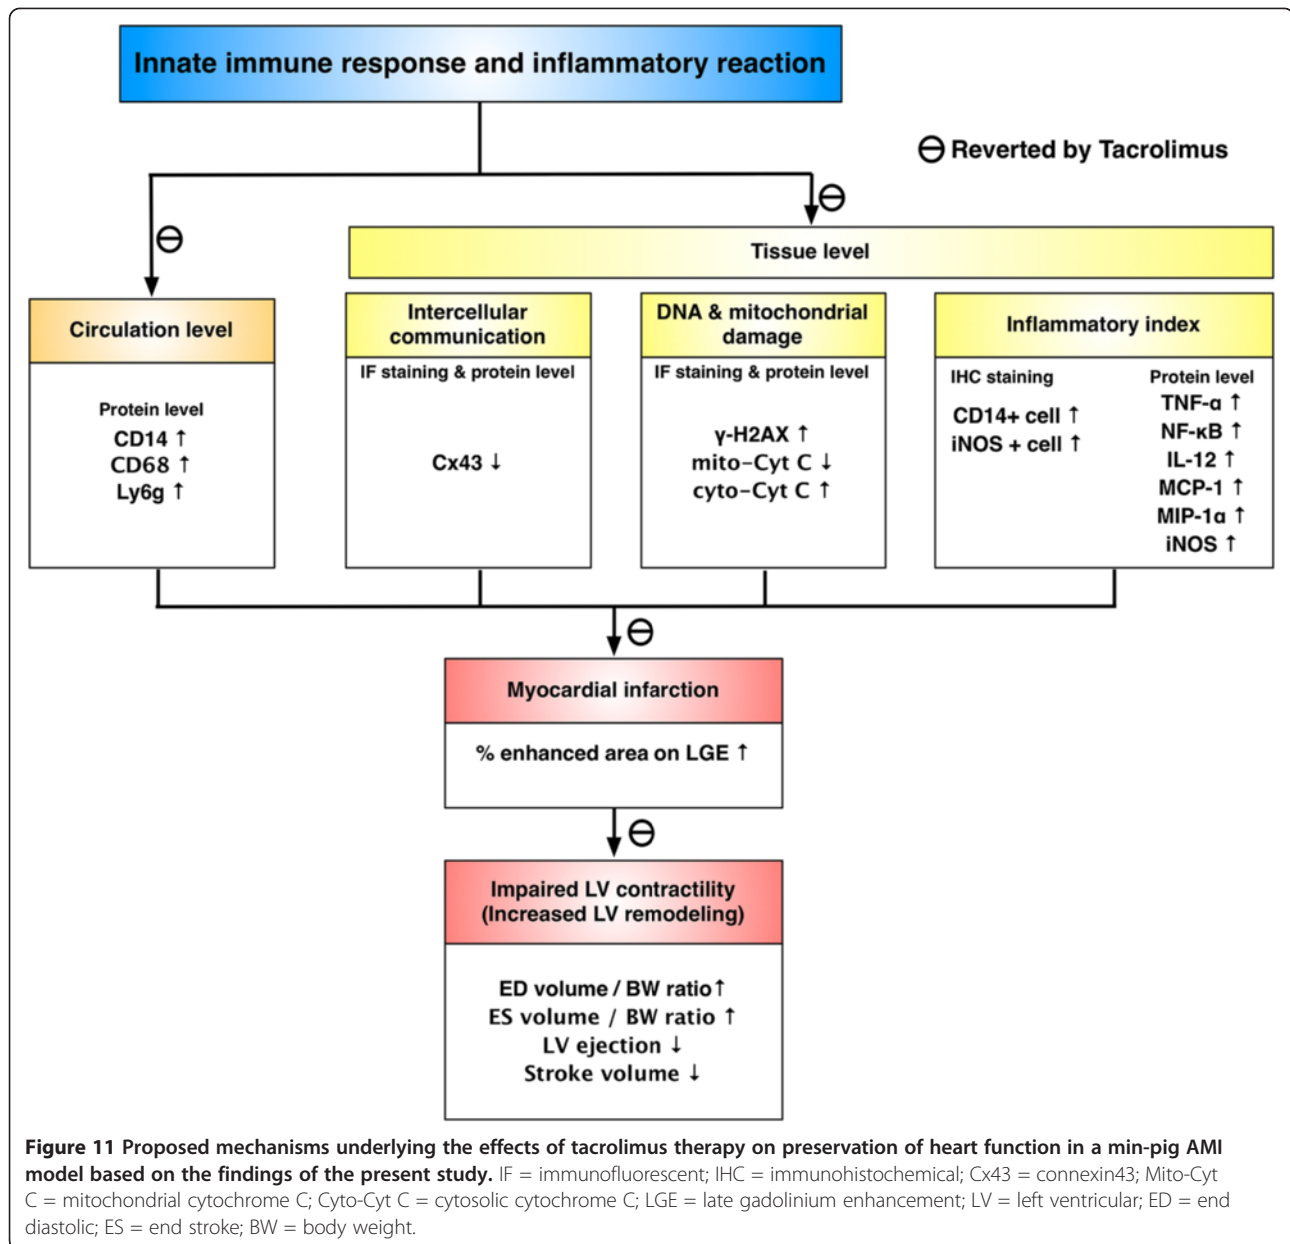 Innate immune response and inflammatory reaction
⊖ Reverted by Tacrolimus
⊖
⊖
Tissue level
Circulation level
Protein level
CD14 ↑
CD68 ↑
Ly6g ↑
Intercellular
communication
IF staining & protein level
Cx43 ↓
DNA & mitochondrial
damage
IF staining & protein level
γ-H2AX ↑
mito-Cyt C ↓
cyto-Cyt C ↑
Inflammatory index
IHC staining
CD14+ cell ↑
iNOS + cell ↑
Protein level
TNF-α ↑
NF-κB ↑
IL-12 ↑
MCP-1 ↑
MIP-1α ↑
iNOS ↑
⊖
Myocardial infarction
% enhanced area on LGE ↑
⊖
Impaired LV contractility
(Increased LV remodeling)
ED volume / BW ratio ↑
ES volume / BW ratio ↑
LV ejection ↓
Stroke volume ↓
Figure 11 Proposed mechanisms underlying the effects of tacrolimus therapy on preservation of heart function in a min-pig AMI
model based on the findings of the present study. IF = immunofluorescent; IHC = immunohistochemical; Cx43 = connexin43; Mito-Cyt
C = mitochondrial cytochrome C; Cyto-Cyt C = cytosolic cytochrome C; LGE = late gadolinium enhancement; LV = left ventricular; ED = end
diastolic; ES = end stroke; BW = body weight.